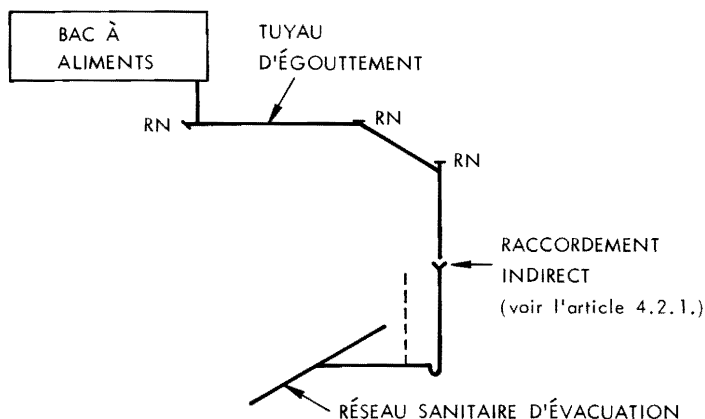 BAC À
ALIMENTS
TUYAU
D'ÉGOUTTEMENT
RN
RN
RN
RACCORDEMENT
INDIRECT
(voir l'article 4.2.1.)
RÉSEAU SANITAIRE D'ÉVACUATION